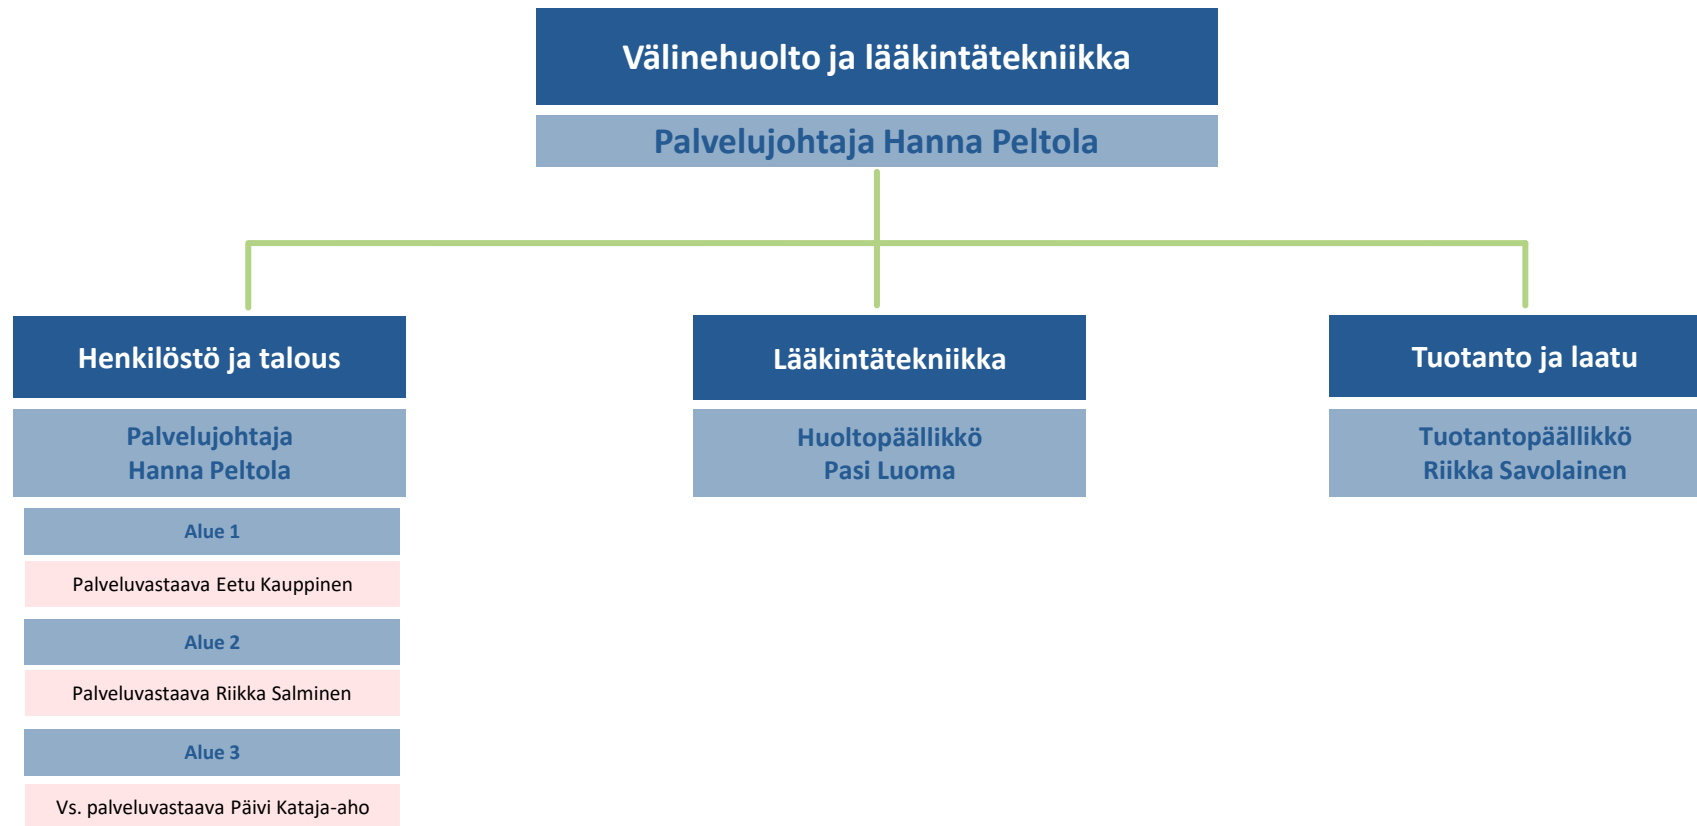 Välinehuolto ja lääkintätekniikka
Palvelujohtaja Hanna Peltola
Henkilöstö ja talous
Palvelujohtaja
Hanna Peltola
Alue 1
Palveluvastaava Eetu Kauppinen
Alue 2
Palveluvastaava Riikka Salminen
Alue 3
Vs. palveluvastaava Päivi Kataja-aho
Lääkintätekniikka
Huoltopäällikkö
Pasi Luoma
Tuotanto ja laatu
Tuotantopäällikkö
Riikka Savolainen